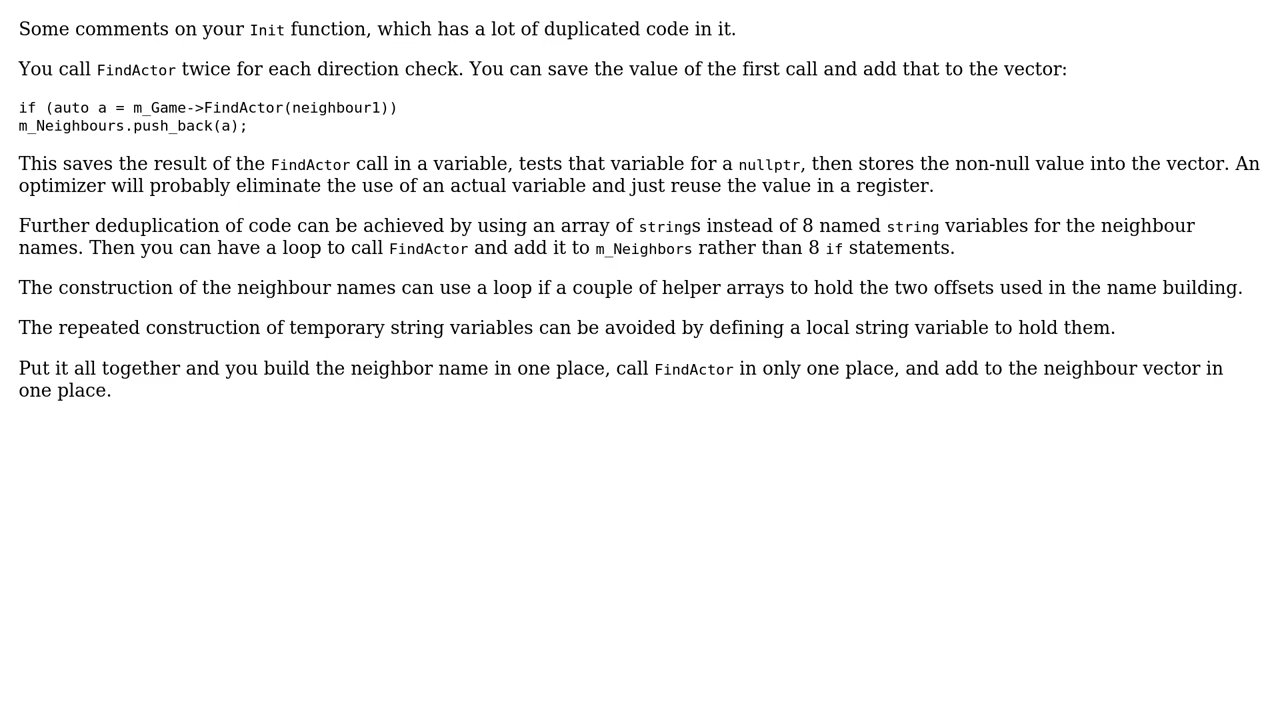 Some comments on your Init function, which has a lot of duplicated code in it.
You call FindActor twice for each direction check. You can save the value of the first call and add that to the vector:
if (auto a = m_Game->FindActor(neighbour1))
m_Neighbours.push_back(a);
This saves the result of the FindActor call in a variable, tests that variable for a nullptr, then stores the non-null value into the vector. An
optimizer will probably eliminate the use of an actual variable and just reuse the value in a register.
Further deduplication of code can be achieved by using an array of strings instead of 8 named string variables for the neighbour
names. Then you can have a loop to call FindActor and add it to m_Neighbors rather than 8 if statements.
The construction of the neighbour names can use a loop if a couple of helper arrays to hold the two offsets used in the name building.
The repeated construction of temporary string variables can be avoided by defining a local string variable to hold them.
Put it all together and you build the neighbor name in one place, call FindActor in only one place, and add to the neighbour vector in
one place.